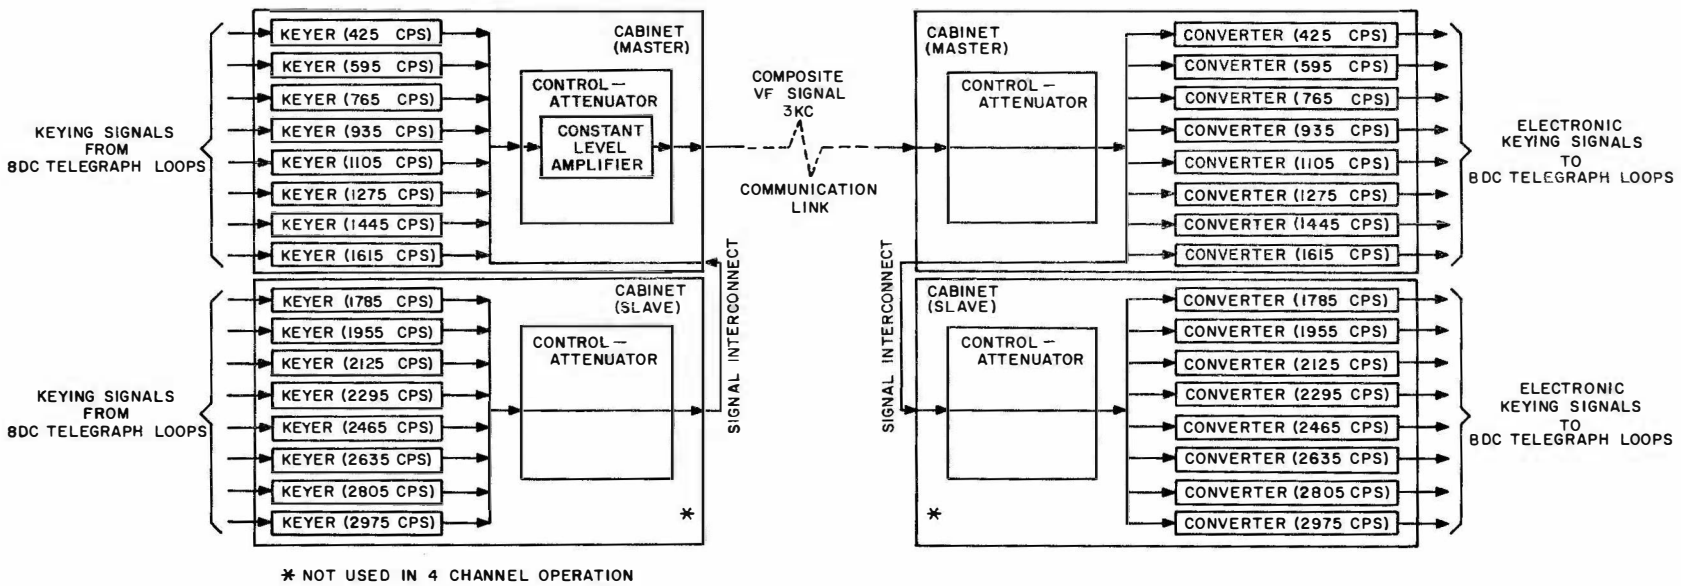 KEYING SIGNALS
FROM
8DC TELEGRAPH LOOPS
KEYER (425 CPS)
KEYER (595 CPS)
KEYER (765 CPS)
KEYER (935 CPS)
KEYER (1105 CPS)
KEYER (1275 CPS)
KEYER (1445 CPS)
KEYER (1615 CPS)
CABINET
(MASTER)
CONTROL —
ATTENUATOR
CONSTANT
LEVEL
AMPLIFIER
COMPOSITE
VF SIGNAL
3KC
COMMUNICATION
LINK
CABINET
(MASTER)
CONTROL —
ATTENUATOR
CONVERTER (425 CPS)
CONVERTER (595 CPS)
CONVERTER (765 CPS)
CONVERTER (935 CPS)
CONVERTER (1105 CPS)
CONVERTER (1275 CPS)
CONVERTER (1445 CPS)
CONVERTER (1615 CPS)
ELECTRONIC
KEYING SIGNALS
TO
8DC TELEGRAPH LOOPS
KEYING SIGNALS
FROM
8DC TELEGRAPH LOOPS
KEYER (1785 CPS)
KEYER (1955 CPS)
KEYER (2125 CPS)
KEYER (2295 CPS)
KEYER (2465 CPS)
KEYER (2635 CPS)
KEYER (2805 CPS)
KEYER (2975 CPS)
CABINET
(SLAVE)
CONTROL —
ATTENUATOR
*
SIGNAL INTERCONNECT
SIGNAL INTERCONNECT
CABINET
(SLAVE)
CONTROL —
ATTENUATOR
*
CONVERTER (1785 CPS)
CONVERTER (1955 CPS)
CONVERTER (2125 CPS)
CONVERTER (2295 CPS)
CONVERTER (2465 CPS)
CONVERTER (2635 CPS)
CONVERTER (2805 CPS)
CONVERTER (2975 CPS)
ELECTRONIC
KEYING SIGNALS
TO
8DC TELEGRAPH LOOPS
* NOT USED IN 4 CHANNEL OPERATION